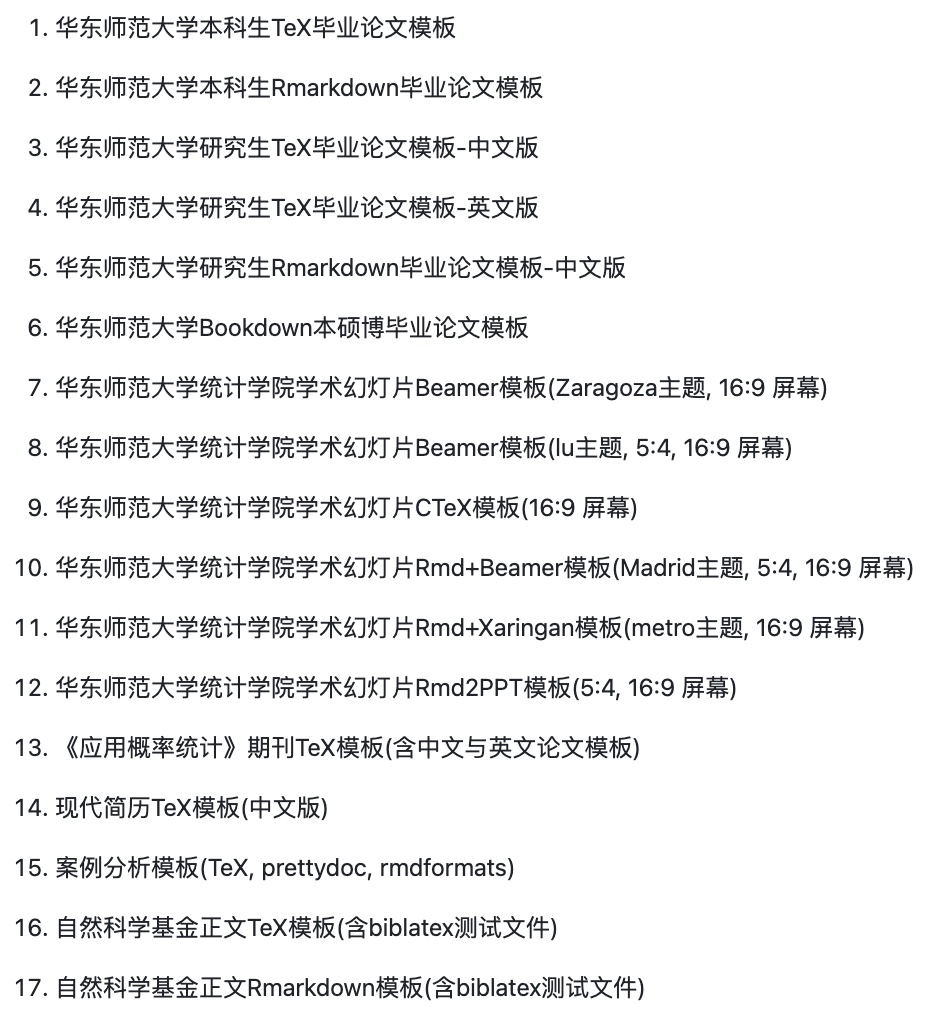 1. 华东师范大学本科生TeX毕业论文模板
2. 华东师范大学本科生Rmarkdown毕业论文模板
3. 华东师范大学研究生TeX毕业论文模板-中文版
4. 华东师范大学研究生TeX毕业论文模板-英文版
5. 华东师范大学研究生Rmarkdown毕业论文模板-中文版
6. 华东师范大学Bookdown本硕博毕业论文模板
7. 华东师范大学统计学院学术幻灯片Beamer模板(Zaragoza主题, 16:9 屏幕)
8. 华东师范大学统计学院学术幻灯片Beamer模板(lu主题, 5:4, 16:9 屏幕)
9. 华东师范大学统计学院学术幻灯片CTeX模板(16:9 屏幕)
10. 华东师范大学统计学院学术幻灯片Rmd+Beamer模板(Madrid主题, 5:4, 16:9 屏幕)
11. 华东师范大学统计学院学术幻灯片Rmd+Xaringan模板(metro主题, 16:9 屏幕)
12. 华东师范大学统计学院学术幻灯片Rmd2PPT模板(5:4, 16:9 屏幕)
13. 《应用概率统计》期刊TeX模板(含中文与英文论文模板)
14. 现代简历TeX模板(中文版)
15. 案例分析模板(TeX, prettydoc, rmdformats)
16. 自然科学基金正文TeX模板(含biblatex测试文件)
17. 自然科学基金正文Rmarkdown模板(含biblatex测试文件)